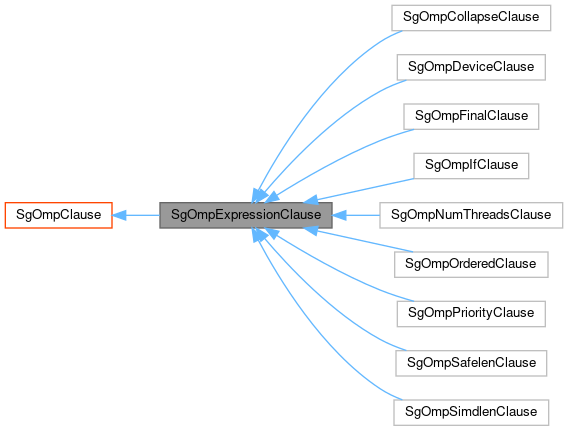 SgOmpCollapseClause
SgOmpDeviceClause
SgOmpFinalClause
SgOmpIfClause
SgOmpClause
SgOmpExpressionClause
SgOmpNumThreadsClause
SgOmpOrderedClause
SgOmpPriorityClause
SgOmpSafelenClause
SgOmpSimdlenClause